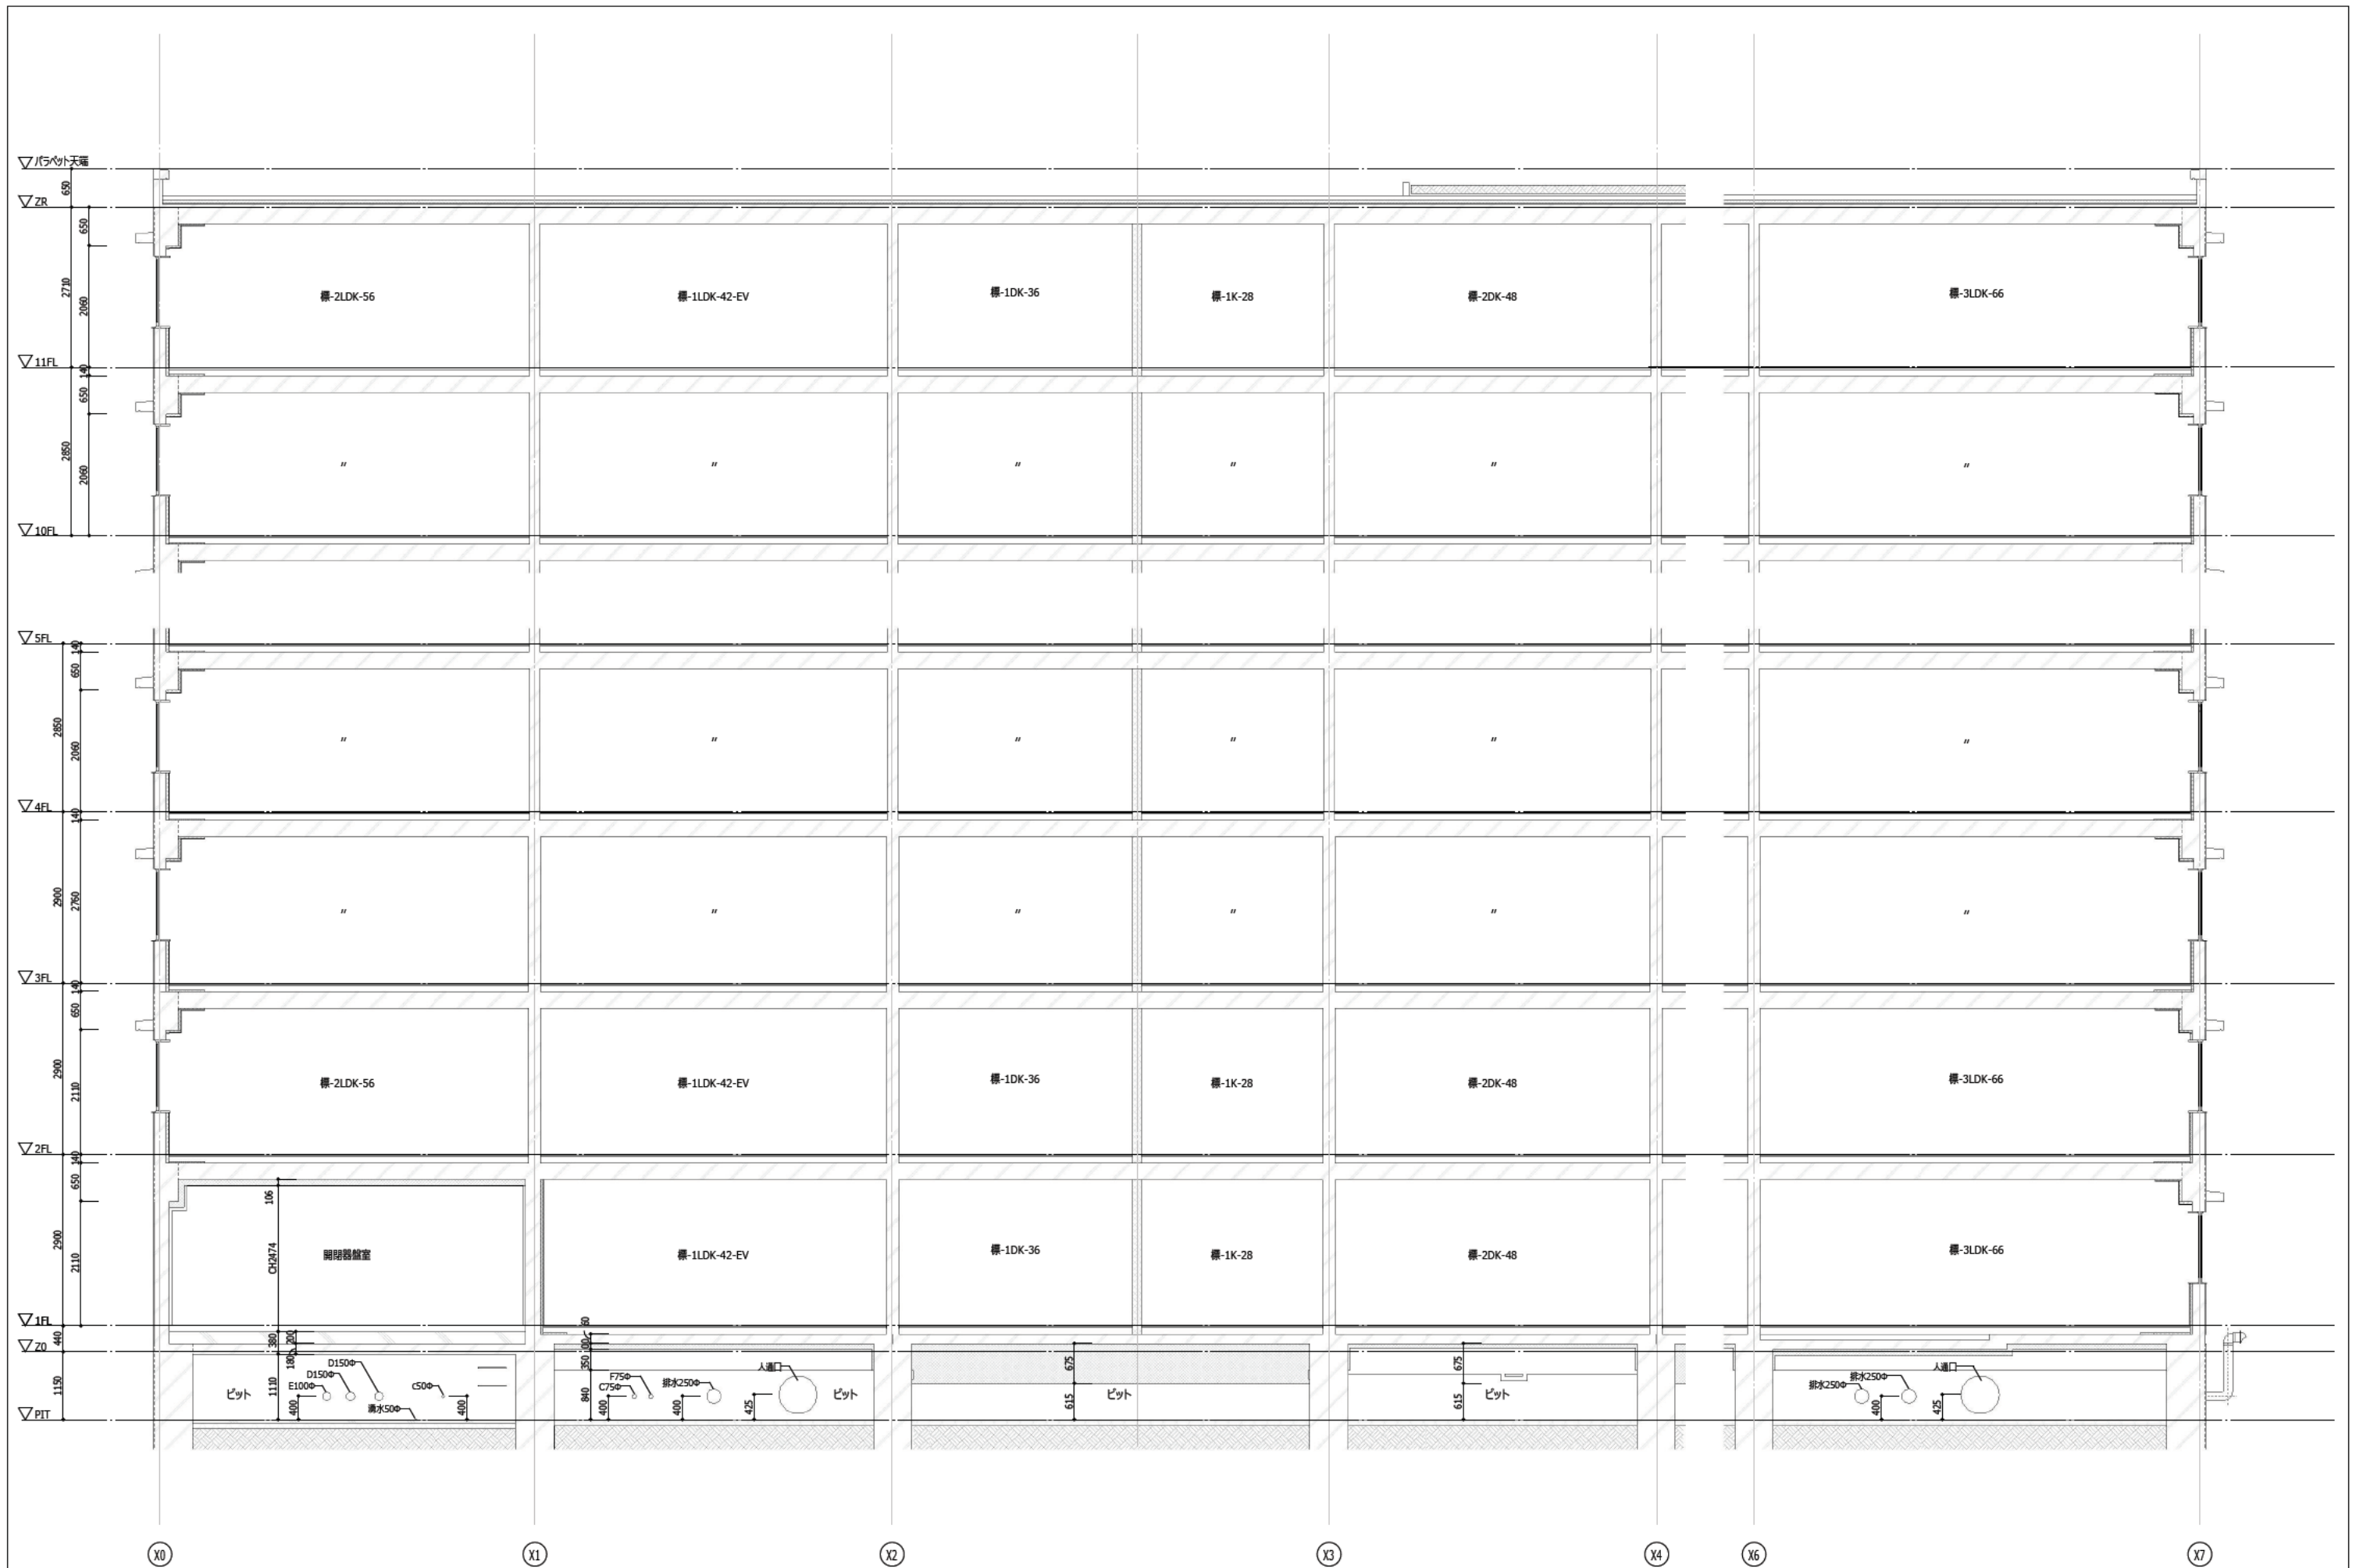 ▽パラペット天端
650
▽ZR
650
2710
2060
標-2LDK-56
標-1LDK-42-EV
標-1DK-36
標-1K-28
標-2DK-48
標-3LDK-66
▽11FL
140
650
2850
2060
〃
〃
〃
〃
〃
〃
▽10FL
▽5FL
140
650
2850
2060
〃
〃
〃
〃
〃
〃
▽4FL
140
2900
2760
〃
〃
〃
〃
〃
〃
▽3FL
140
650
2900
2110
標-2LDK-56
標-1LDK-42-EV
標-1DK-36
標-1K-28
標-2DK-48
標-3LDK-66
▽2FL
140
650
106
2900
2110
CH2474
開閉器盤室
標-1LDK-42-EV
標-1DK-36
標-1K-28
標-2DK-48
標-3LDK-66
▽1FL
440
380
200
60
▽Z0
180
350
675
675
1150
1110
D150Φ
D150Φ
E100Φ
c50Φ
ピット
湧水50Φ
400
400
F75Φ
C75Φ
400
840
排水250Φ
400
人通口
425
ピット
615
ピット
615
ピット
排水250Φ
排水250Φ
400
人通口
425
▽PIT
X0
X1
X2
X3
X4
X6
X7